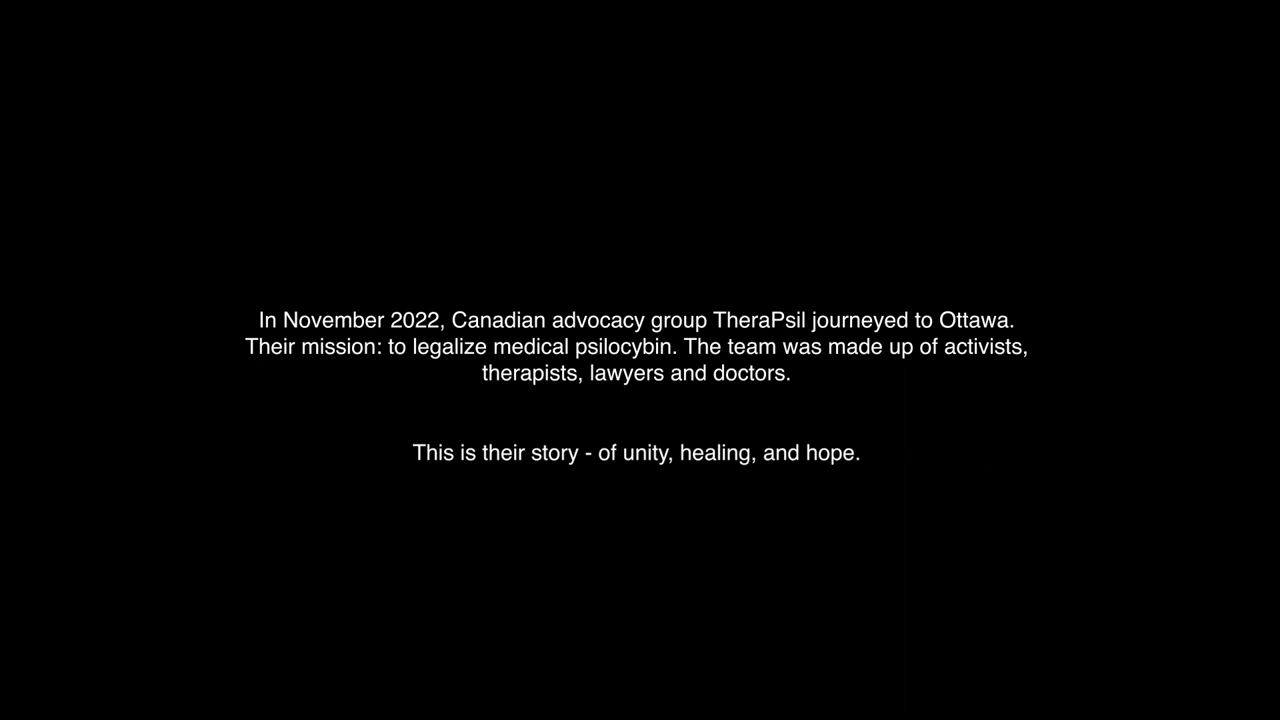 In November 2022, Canadian advocacy group TheraPsil journeyed to Ottawa.
Their mission: to legalize medical psilocybin. The team was made up of activists,
therapists, lawyers and doctors.
This is their story - of unity, healing, and hope.